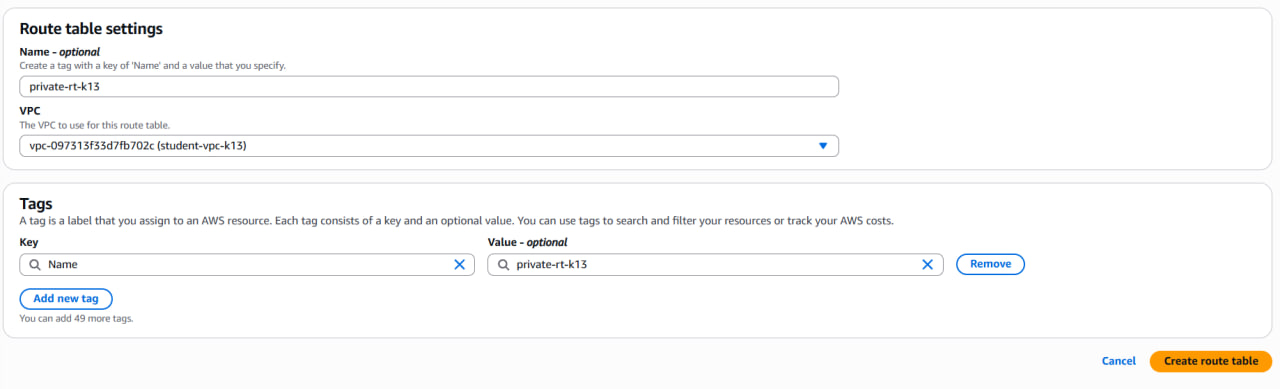 Route table settings
Name - optional
Create a tag with a key of 'Name' and a value that you specify.
private-rt-k13
VPC
The VPC to use for this route table.
vpc-097313f33d7fb702c (student-vpc-k13)
Tags
A tag is a label that you assign to an AWS resource. Each tag consists of a key and an optional value. You can use tags to search and filter your resources or track your AWS costs.
Key
Value - optional
Name
private-rt-k13
Remove
Add new tag
You can add 49 more tags.
Cancel
Create route table